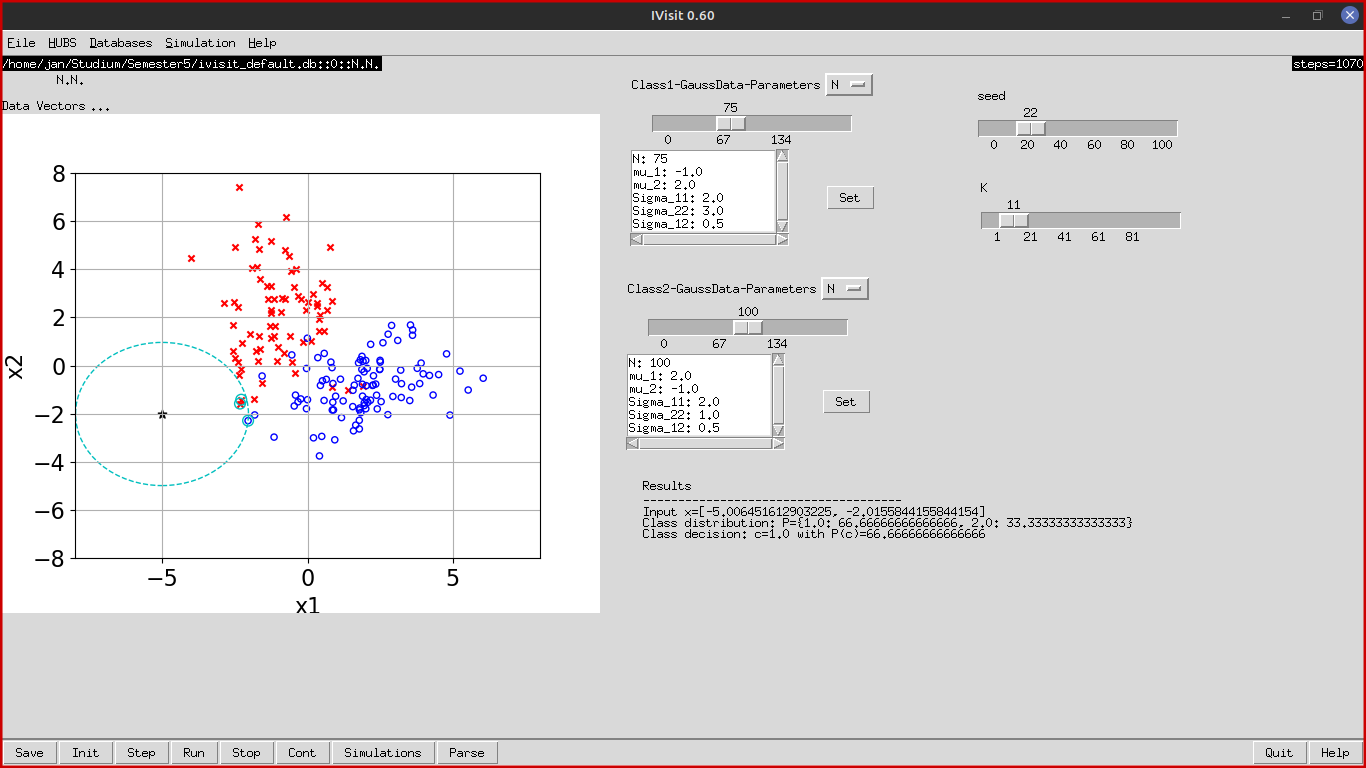 IVisit 0.60
File HUBS Databases Simulation Help
/home/jan/Studium/Semester5/ivisit_default.db::0::N.N. steps=1070
N.N.
Data Vectors ...
8
6
4
2
0
−2
−4
−6
−8
x2
−5 0 5
x1
Class1-GaussData-Parameters N
75
0 67 134
N: 75
mu_1: -1.0
mu_2: 2.0
Sigma_11: 2.0
Sigma_22: 3.0
Sigma_12: 0.5
Set
seed
22
0 20 40 60 80 100
K
11
1 21 41 61 81
Class2-GaussData-Parameters N
100
0 67 134
N: 100
mu_1: 2.0
mu_2: -1.0
Sigma_11: 2.0
Sigma_22: 1.0
Sigma_12: 0.5
Set
Results
-------------------------------------
Input x=[-5.006451612903225, -2.0155844155844154]
Class distribution: P={1.0: 66.66666666666666, 2.0: 33.33333333333333}
Class decision: c=1.0 with P(c)=66.66666666666666
Save Init Step Run Stop Cont Simulations Parse Quit Help